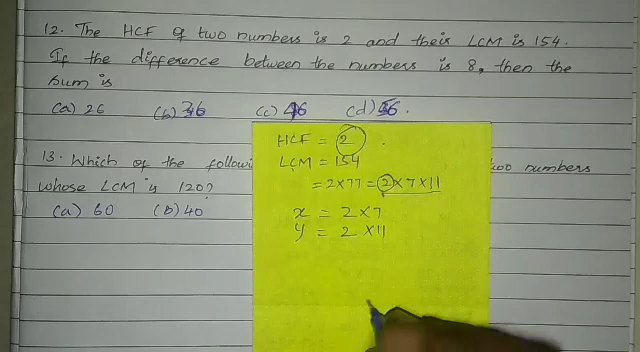 12. The HCF of two numbers is 2 and their LCM is 154.
If the difference between the numbers is 8, then the
sum is
(a) 26 (b) 36 (c) 46 (d) 56.
HCF = 2.
LCM = 154
= 2×77 = 2×7×11
x = 2×7
y = 2×11
13. Which of the followi two numbers
whose LCM is 120?
(a) 60 (b) 40